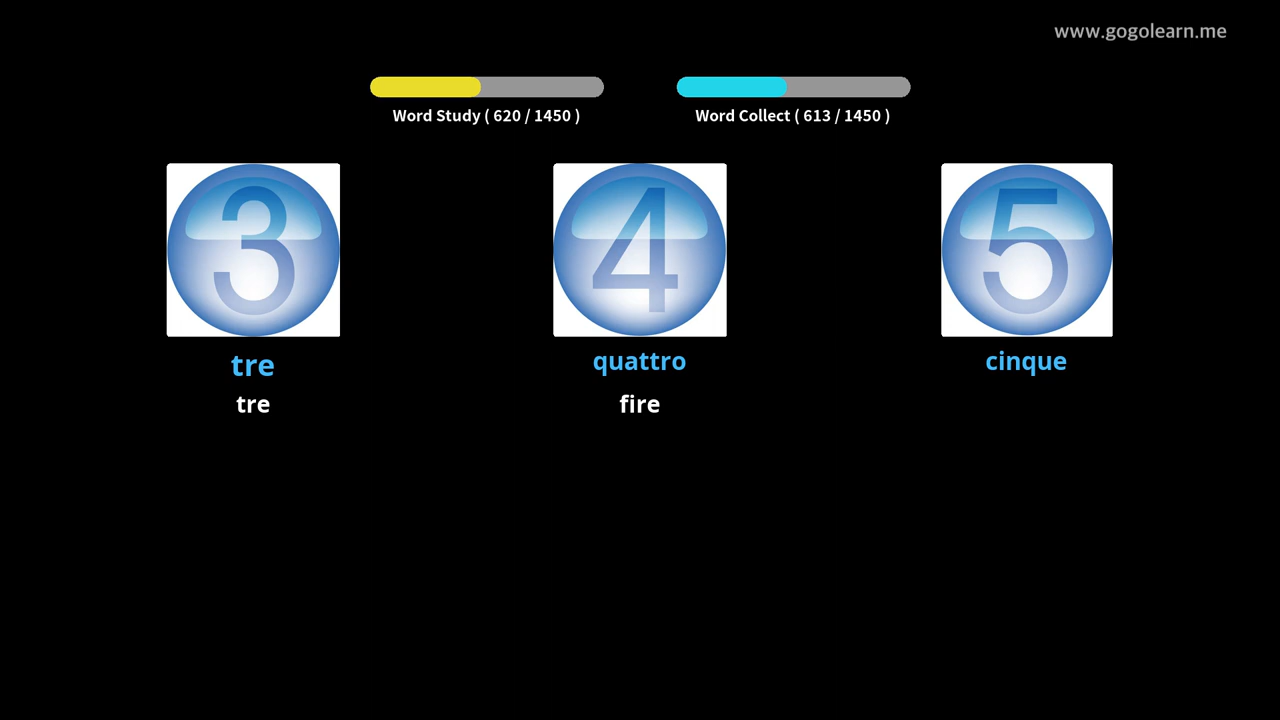 www.gogolearn.me
Word Study ( 620 / 1450 )
Word Collect ( 613 / 1450 )
3
4
5
tre
quattro
cinque
tre
fire